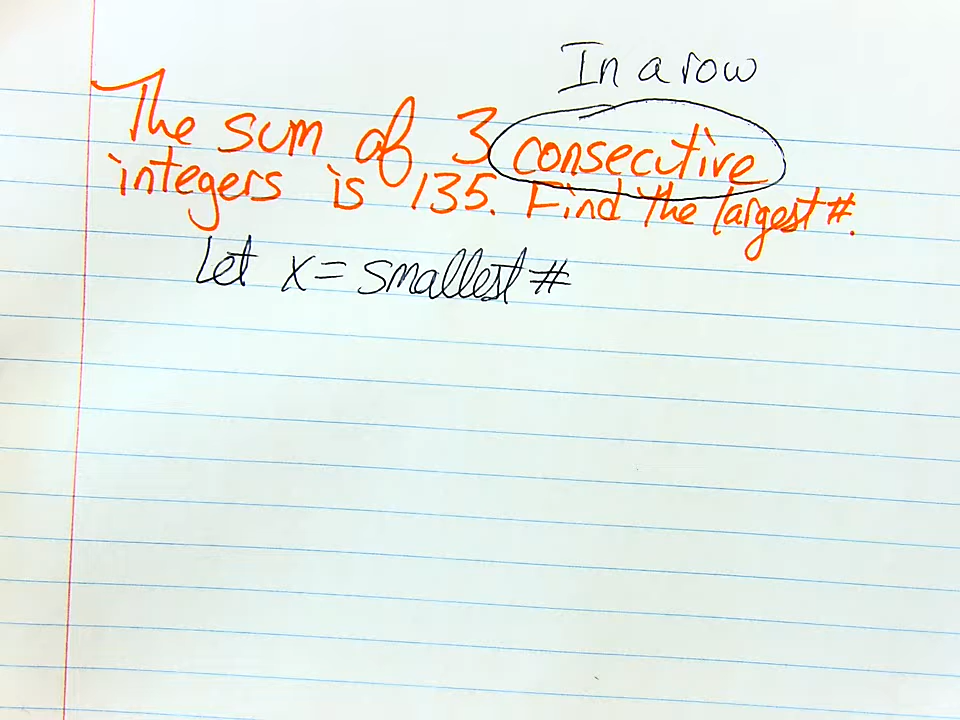 In a row
The sum of 3 consecutive
integers is 135. Find the largest #.
Let x = smallest #